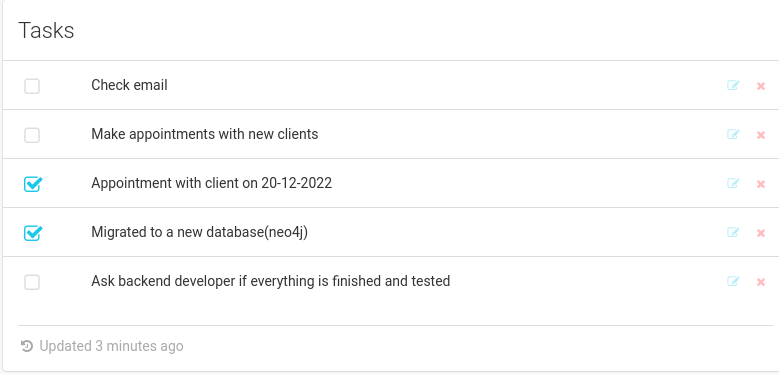 Tasks
Check email
Make appointments with new clients
Appointment with client on 20-12-2022
Migrated to a new database(neo4j)
Ask backend developer if everything is finished and tested
Updated 3 minutes ago